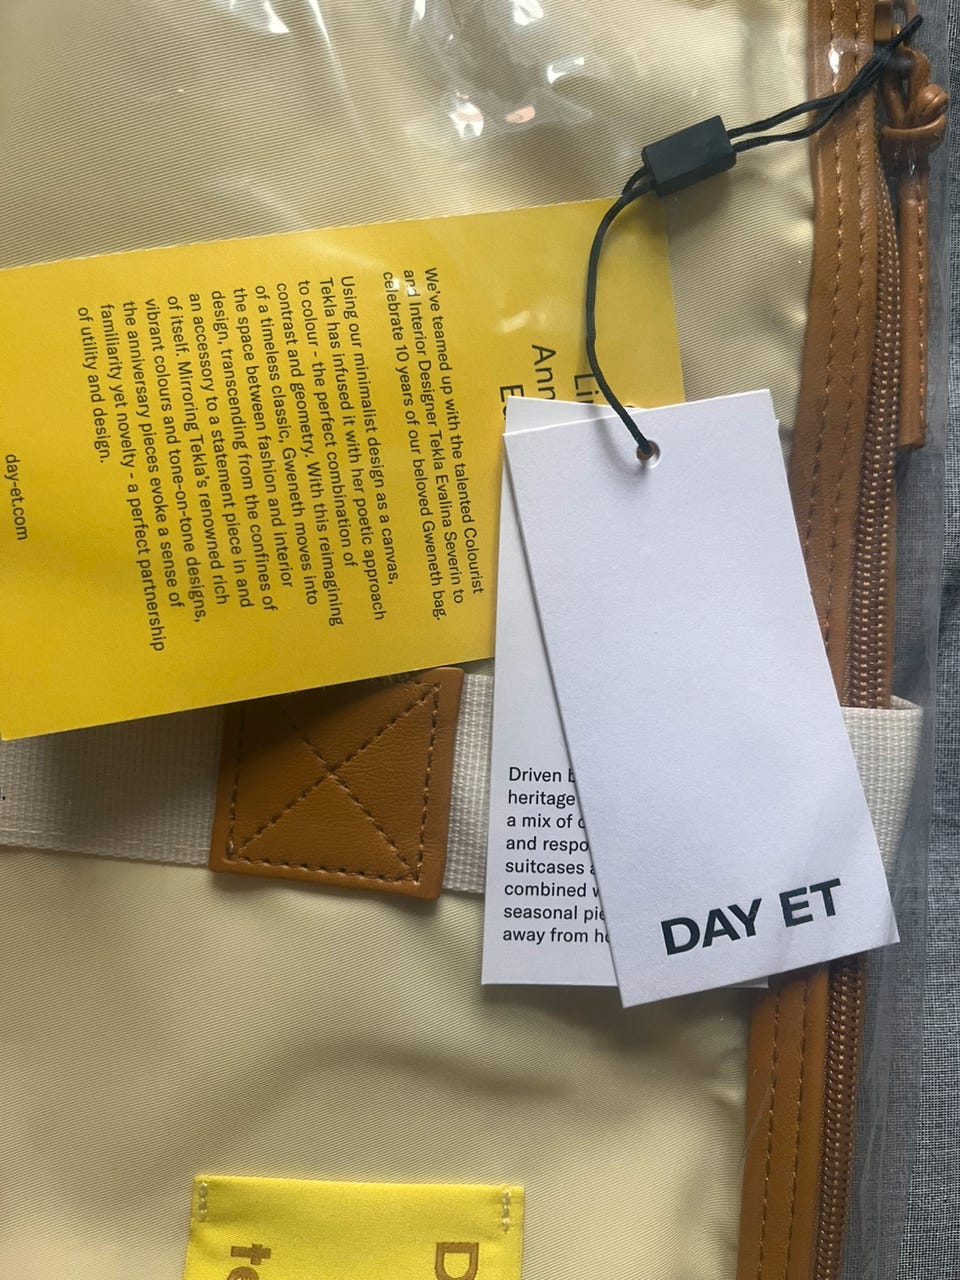 We've teamed up with the talented Colourist
and Interior Designer Tekla Evalina Severin to
celebrate 10 years of our beloved Gweneth bag.
Using our minimalist design as a canvas,
Tekla has infused it with her poetic approach
to colour - the perfect combination of
contrast and geometry. With this reimagining
of a timeless classic, Gweneth moves into
the space between fashion and interior
design, transcending from the confines of
an accessory to a statement piece in and
of itself. Mirroring Tekla's renowned rich
vibrant colours and tone-on-tone designs,
the anniversary pieces evoke a sense of
familiarity yet novelty - a perfect partnership
of utility and design.
day-et.com
Driven
heritage
a mix of
and
suitcases
combined
seasonal
away from
DAY ET